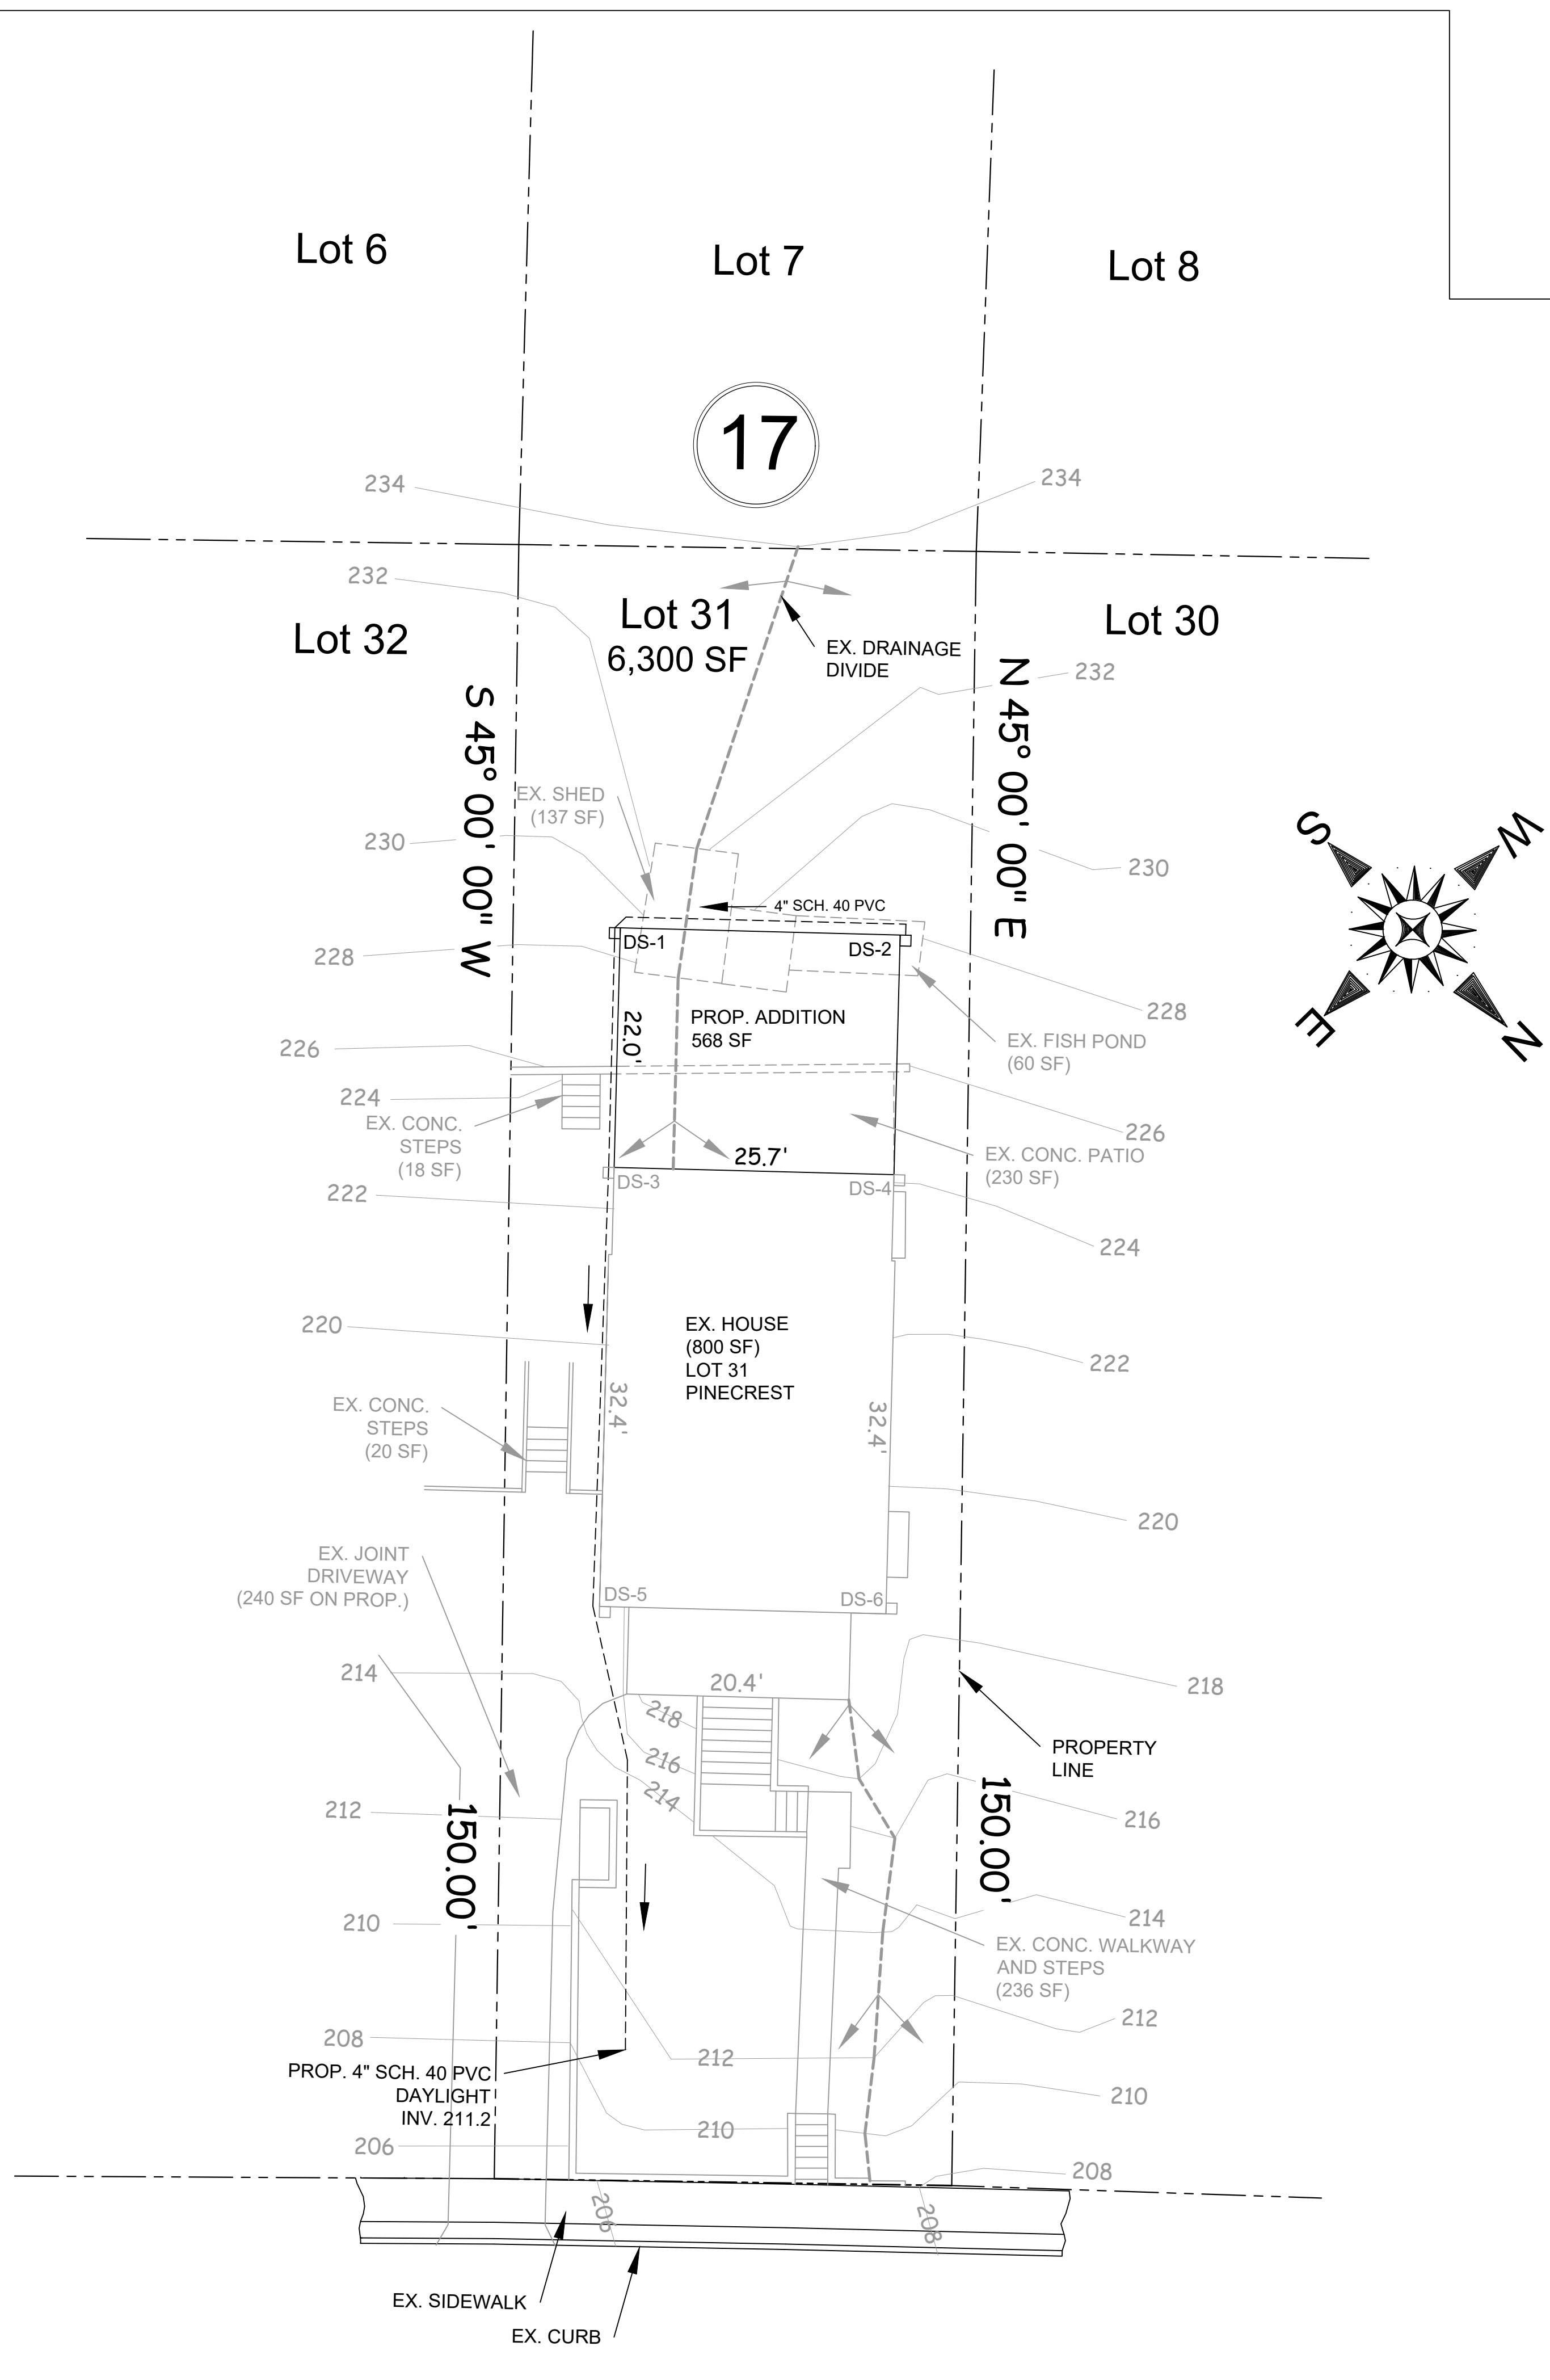 Lot 6
Lot 7
Lot 8
17
234
234
232
Lot 31
6,300 SF
Lot 32
Lot 30
EX. DRAINAGE
DIVIDE
232
S 45° 00' 00" W
N 45° 00' 00" E
EX. SHED
(137 SF)
230
230
4" SCH. 40 PVC
DS-1
DS-2
228
228
S
W
E
N
22.0'
PROP. ADDITION
568 SF
EX. FISH POND
(60 SF)
226
224
EX. CONC.
STEPS
(18 SF)
226
25.7'
EX. CONC. PATIO
(230 SF)
DS-3
DS-4
222
224
220
EX. HOUSE
(800 SF)
LOT 31
PINECREST
222
32.4'
32.4'
EX. CONC.
STEPS
(20 SF)
220
EX. JOINT
DRIVEWAY
(240 SF ON PROP.)
DS-5
DS-6
214
20.4'
218
218
216
214
PROPERTY
LINE
212
150.00'
150.00'
216
210
214
EX. CONC. WALKWAY
AND STEPS
(236 SF)
208
212
212
PROP. 4" SCH. 40 PVC
DAYLIGHT
INV. 211.2
210
210
206
208
206
208
EX. SIDEWALK
EX. CURB